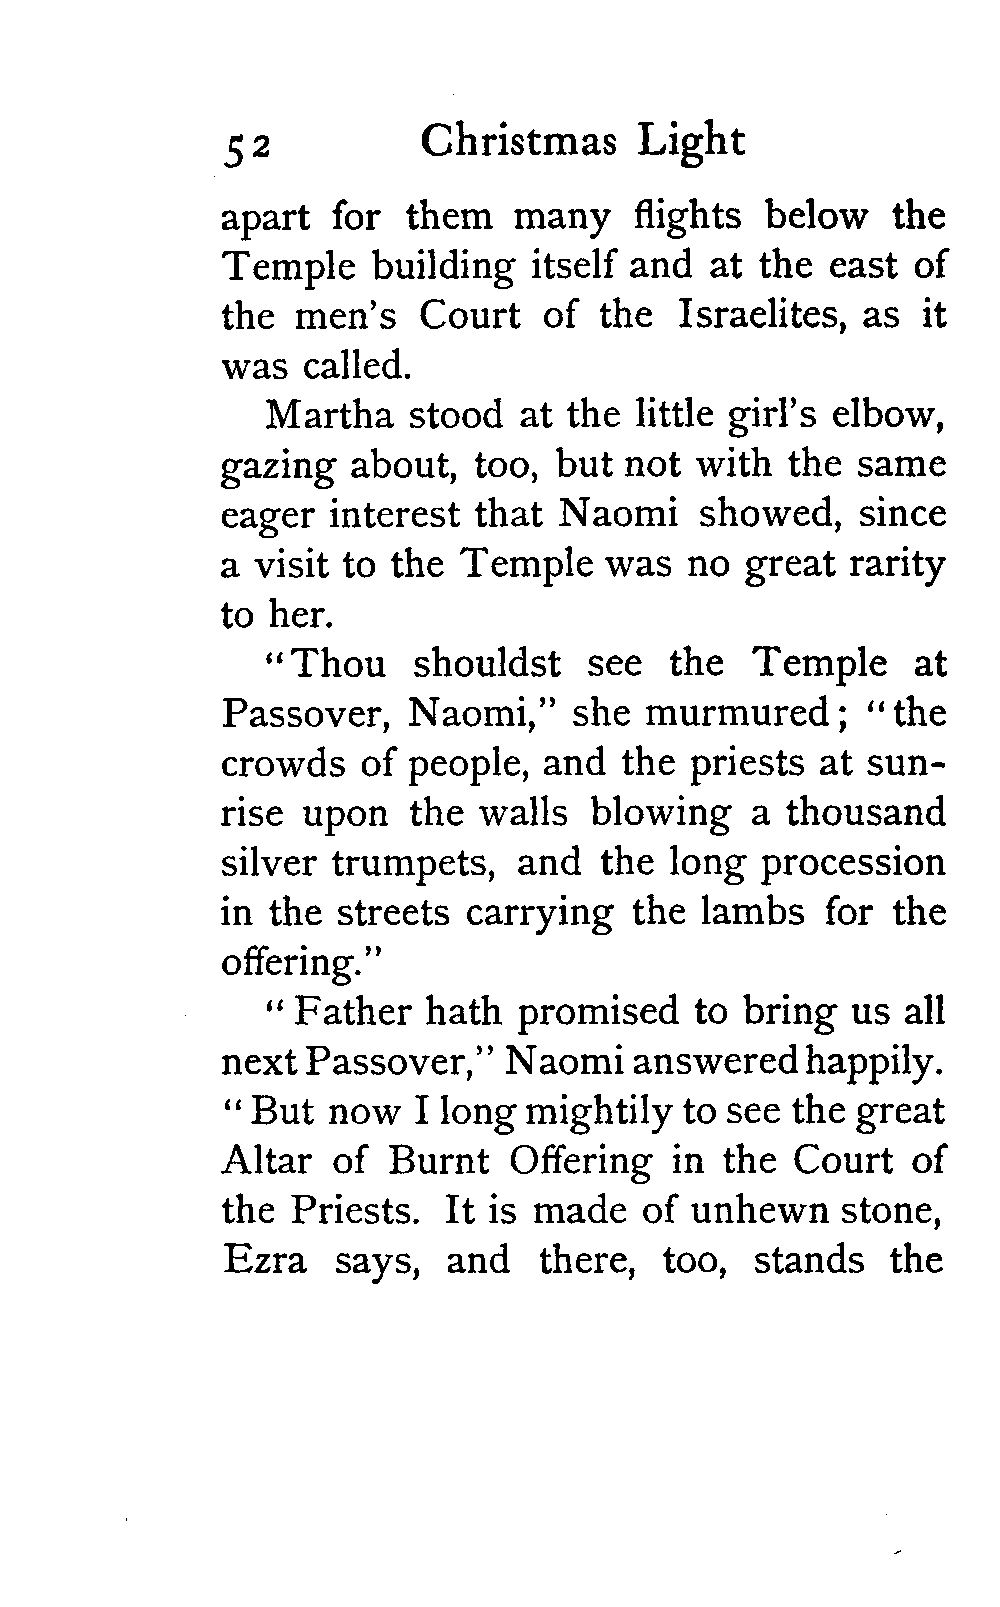 52 Christmas Light
apart for them many flights below the
Temple building itself and at the east of
the men's Court of the Israelites, as it
was called.
Martha stood at the little girl's elbow,
gazing about, too, but not with the same
eager interest that Naomi showed, since
a visit to the Temple was no great rarity
to her.
"Thou shouldst see the Temple at
Passover, Naomi," she murmured; "the
crowds of people, and the priests at sun-
rise upon the walls blowing a thousand
silver trumpets, and the long procession
in the streets carrying the lambs for the
offering."
"Father hath promised to bring us all
next Passover," Naomi answered happily.
"But now I long mightily to see the great
Altar of Burnt Offering in the Court of
the Priests. It is made of unhewn stone,
Ezra says, and there, too, stands the